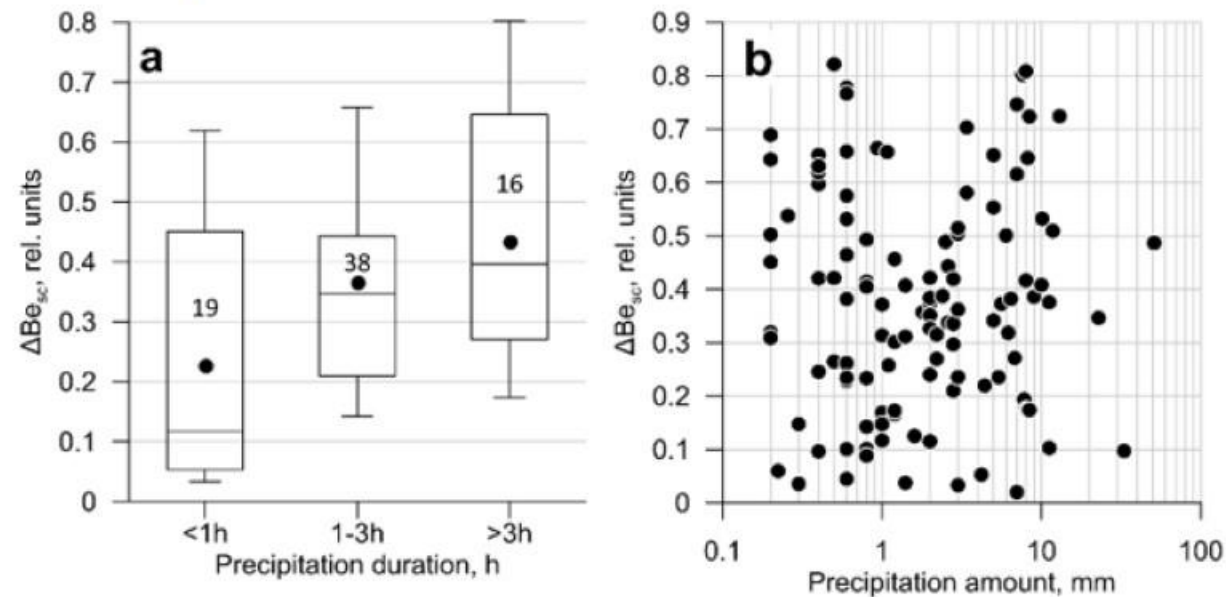 a
0.8
0.7
0.6
0.5
0.4
0.3
0.2
0.1
0
ΔBe_sc, rel. units
19
38
16
<1h
1-3h
>3h
Precipitation duration, h
b
0.9
0.8
0.7
0.6
0.5
0.4
0.3
0.2
0.1
0
ΔBe_sc, rel. units
0.1
1
10
100
Precipitation amount, mm